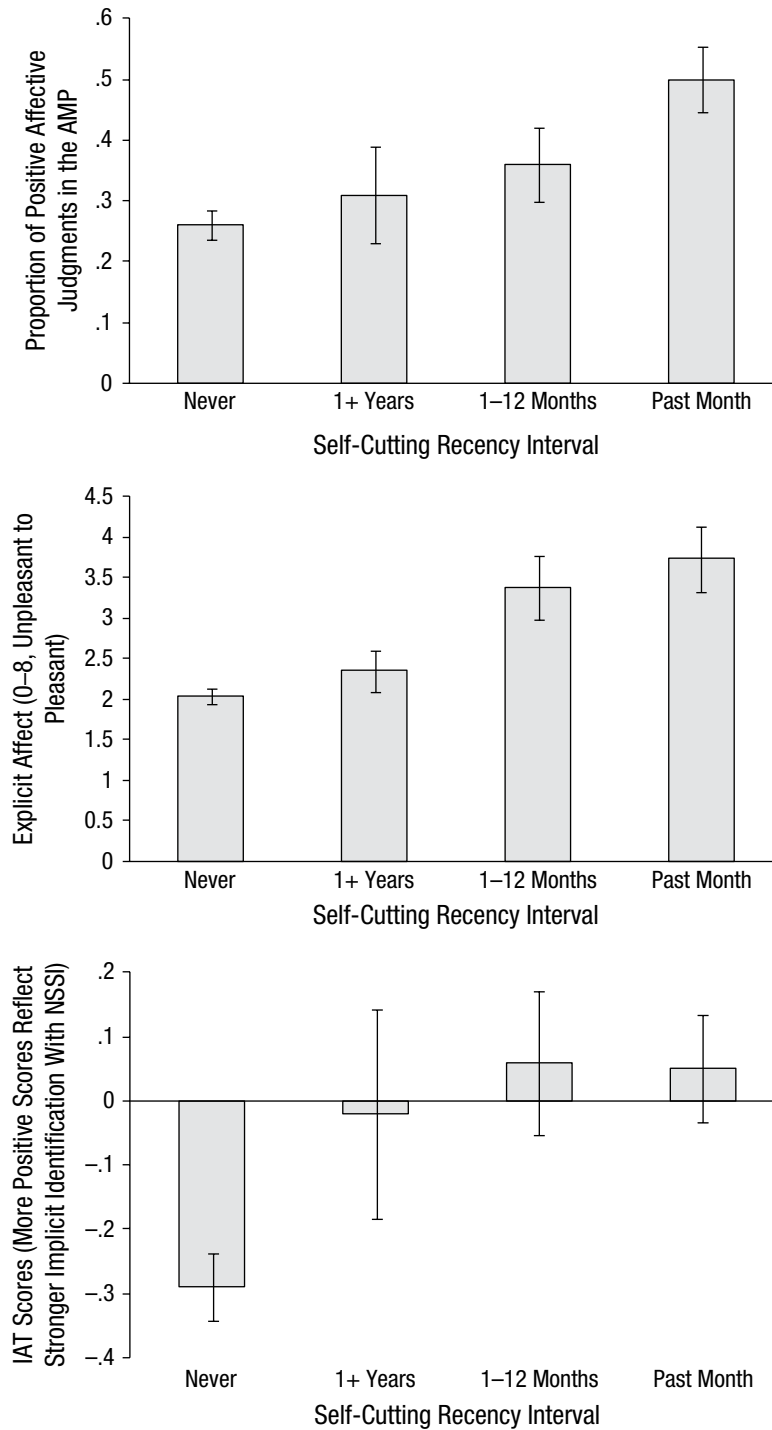 Proportion of Positive Affective
Judgments in the AMP
.6
.5
.4
.3
.2
.1
0
Never
1+ Years
1–12 Months
Past Month
Self-Cutting Recency Interval
Explicit Affect (0–8, Unpleasant to
Pleasant)
4.5
4
3.5
3
2.5
2
1.5
1
0.5
0
Never
1+ Years
1–12 Months
Past Month
Self-Cutting Recency Interval
IAT Scores (More Positive Scores Reflect
Stronger Implicit Identification With NSSI)
.2
.1
0
–.1
–.2
–.3
–.4
Never
1+ Years
1–12 Months
Past Month
Self-Cutting Recency Interval